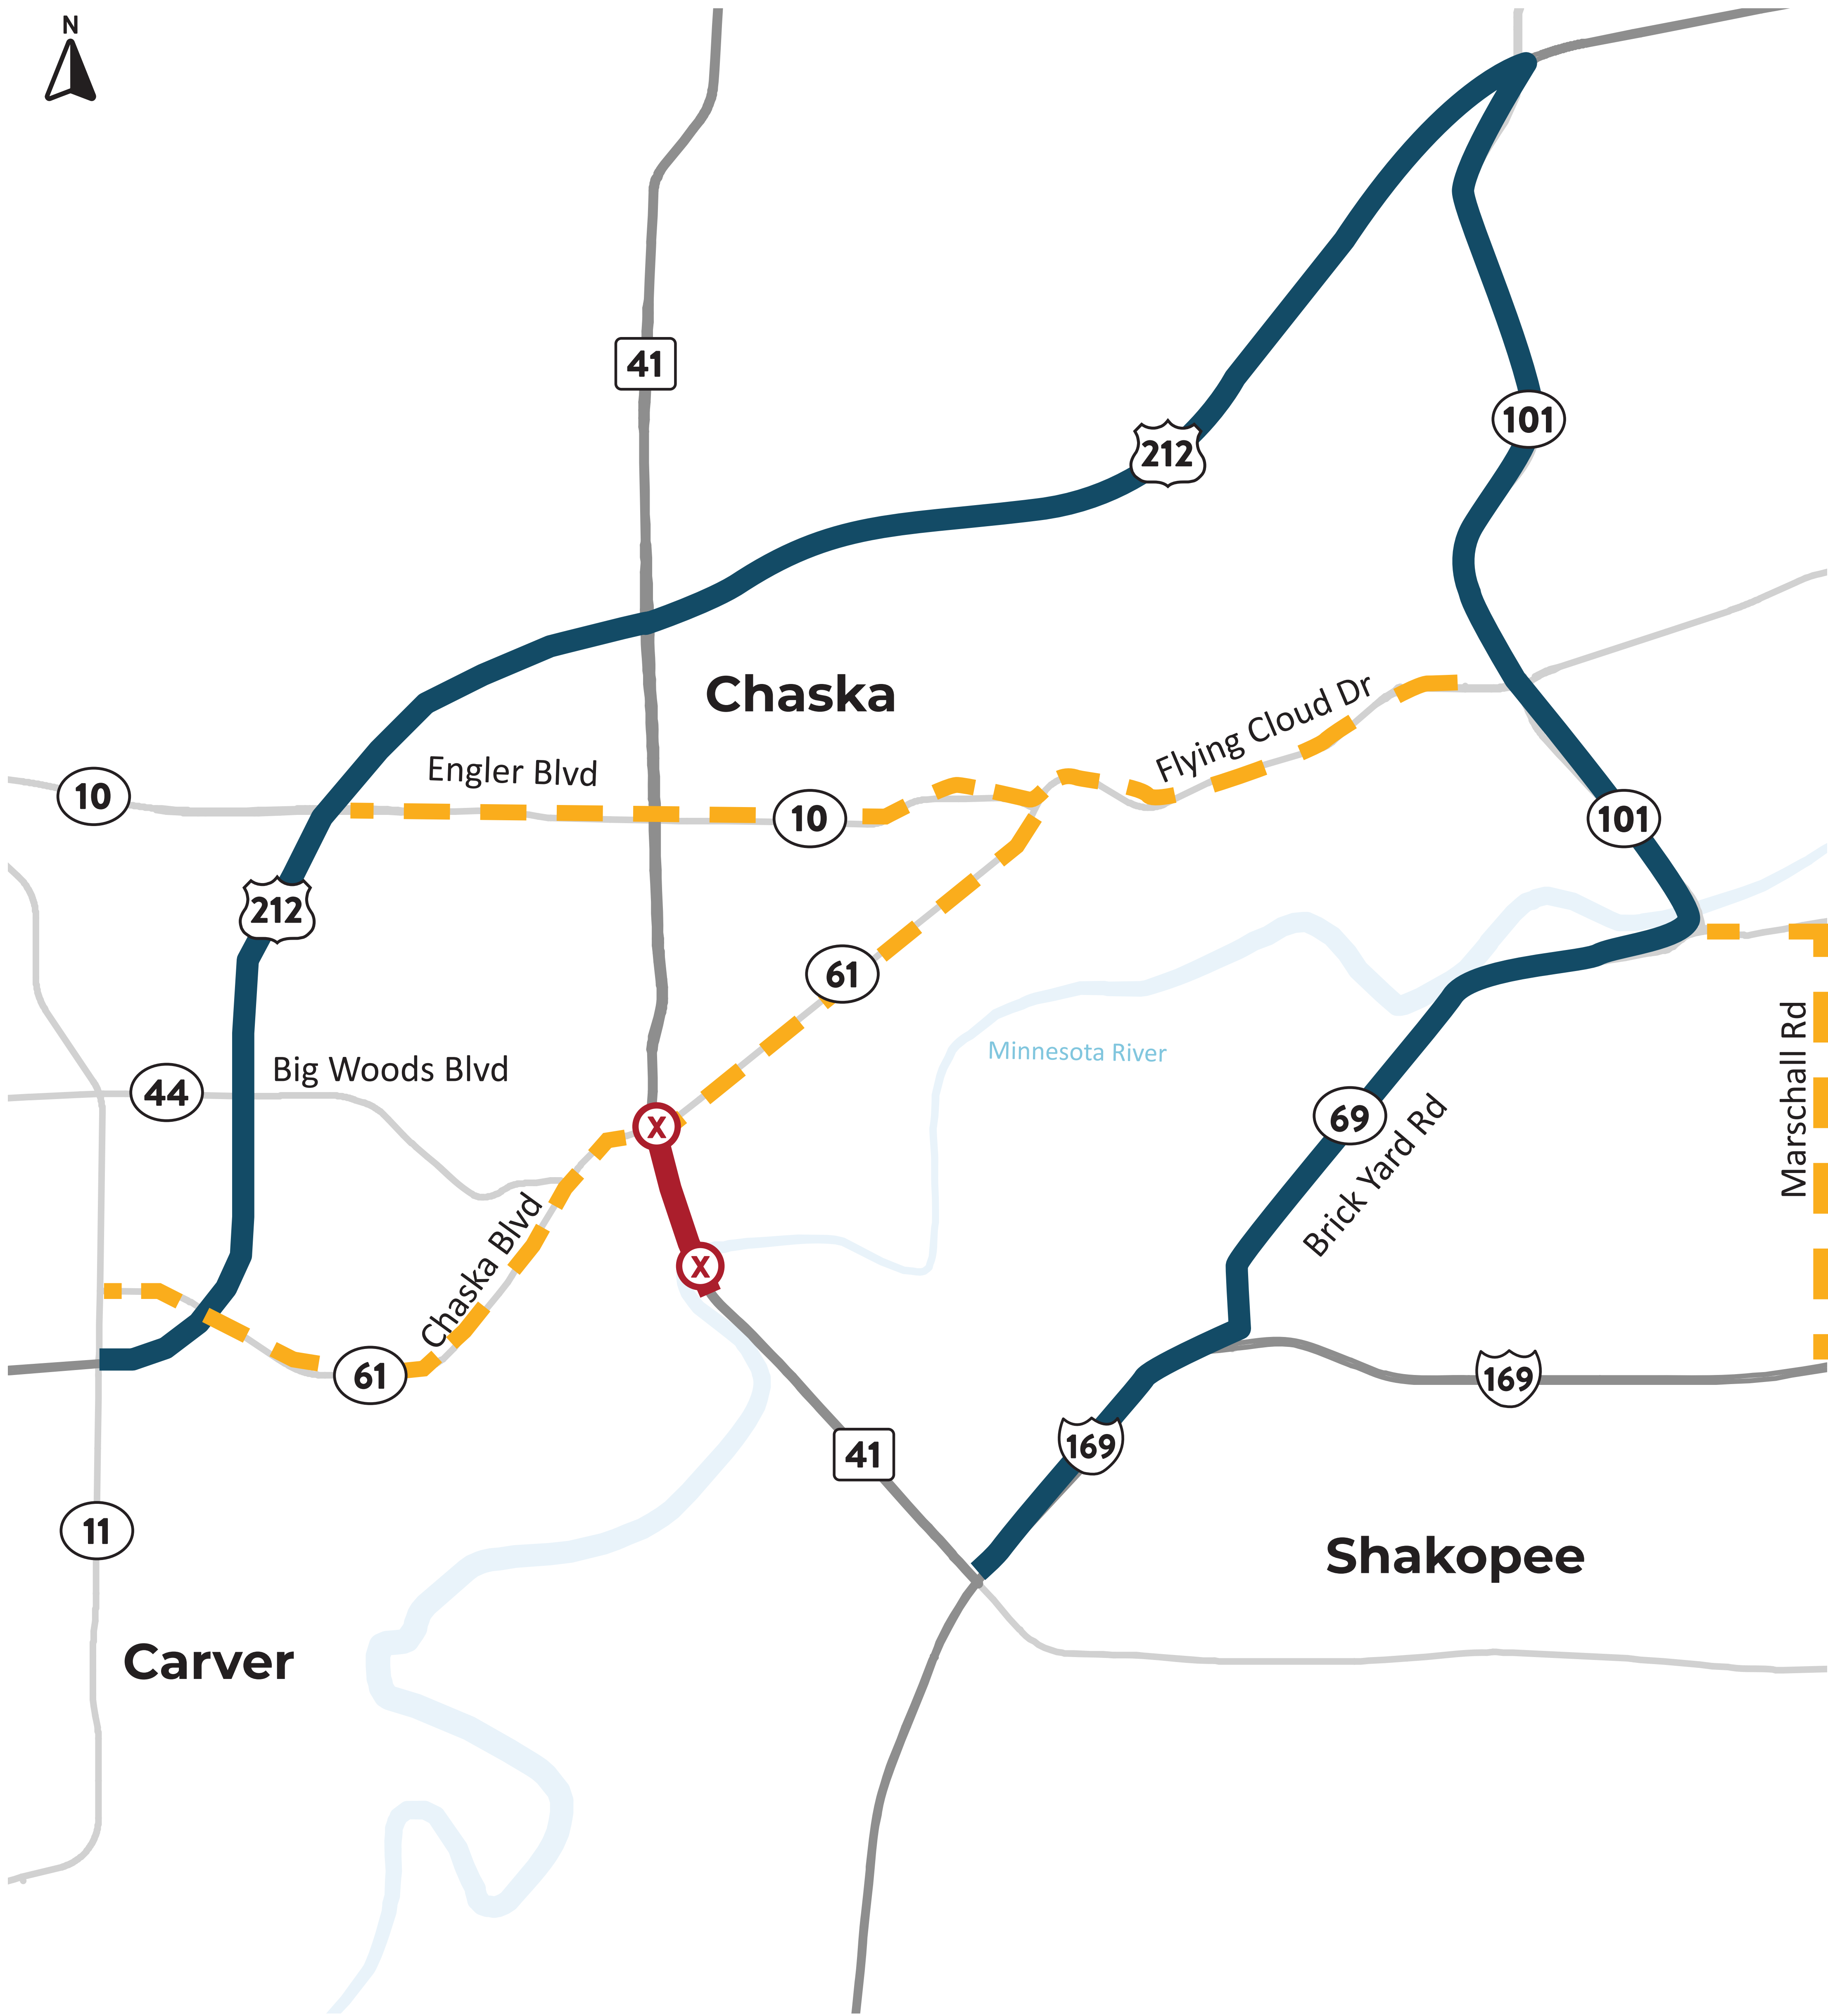 N
41
101
212
Chaska
Flying Cloud Dr
Engler Blvd
10
10
101
212
61
Minnesota River
Marschall Rd
Big Woods Blvd
44
69
X
Brick Yard Rd
X
Chaska Blvd
61
169
169
41
11
Shakopee
Carver